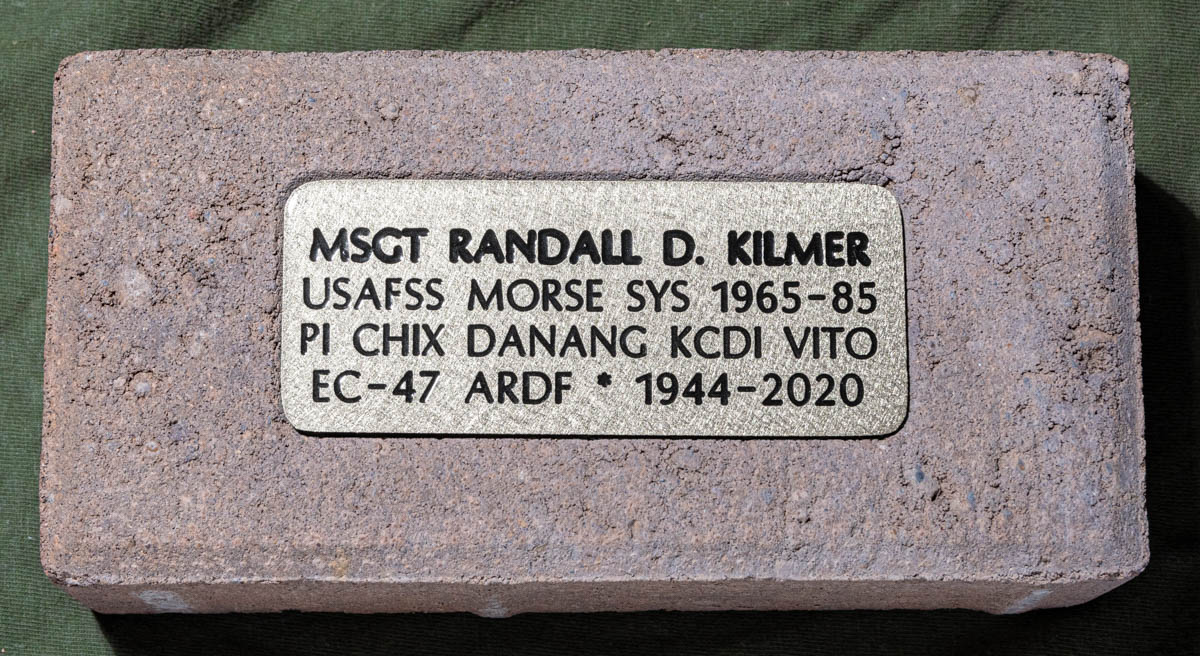 MSGT RANDALL D. KILMER
USAFSS MORSE SYS 1965-85
PI CHIX DANANG KCDI VITO
EC-47 ARDF * 1944-2020